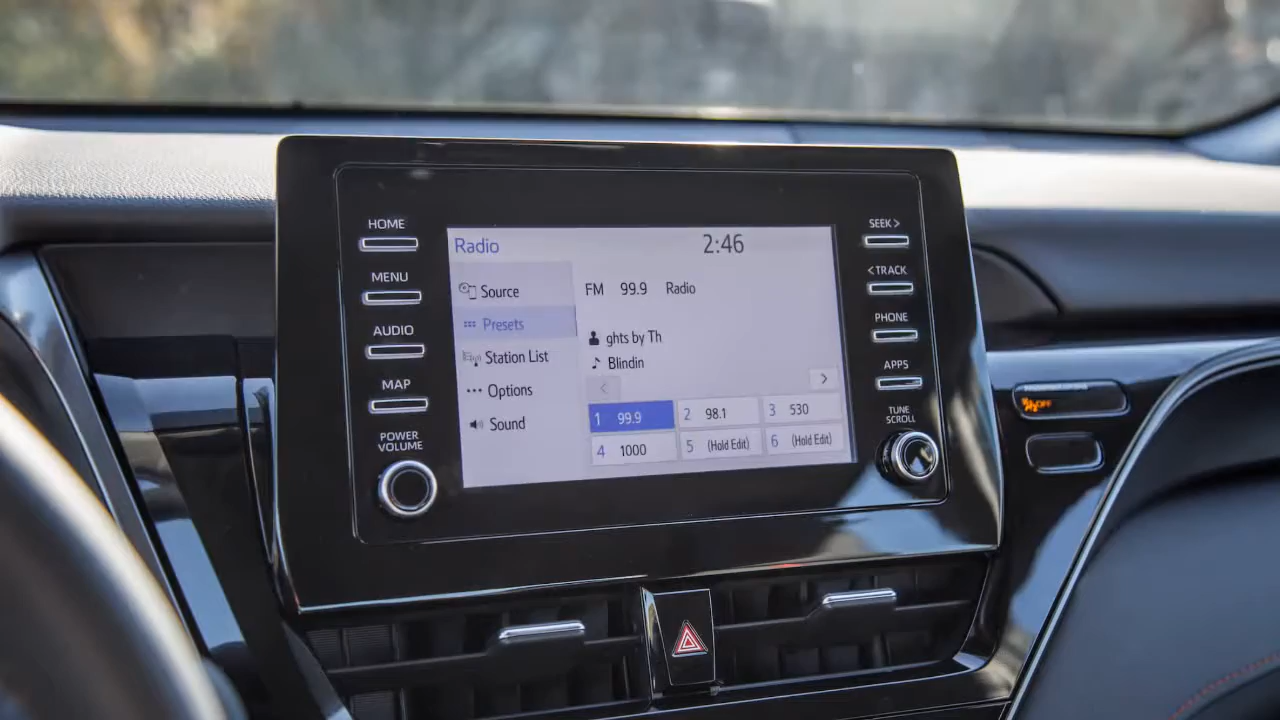 HOME
MENU
AUDIO
MAP
POWER
VOLUME
Radio
2:46
Source
Presets
Station List
Options
Sound
FM 99.9 Radio
ghts by Th
Blindin
< >
1 99.9
2 98.1
3 530
4 1000
5 (Hold Edit)
6 (Hold Edit)
SEEK >
< TRACK
PHONE
APPS
TUNE
SCROLL
OFF